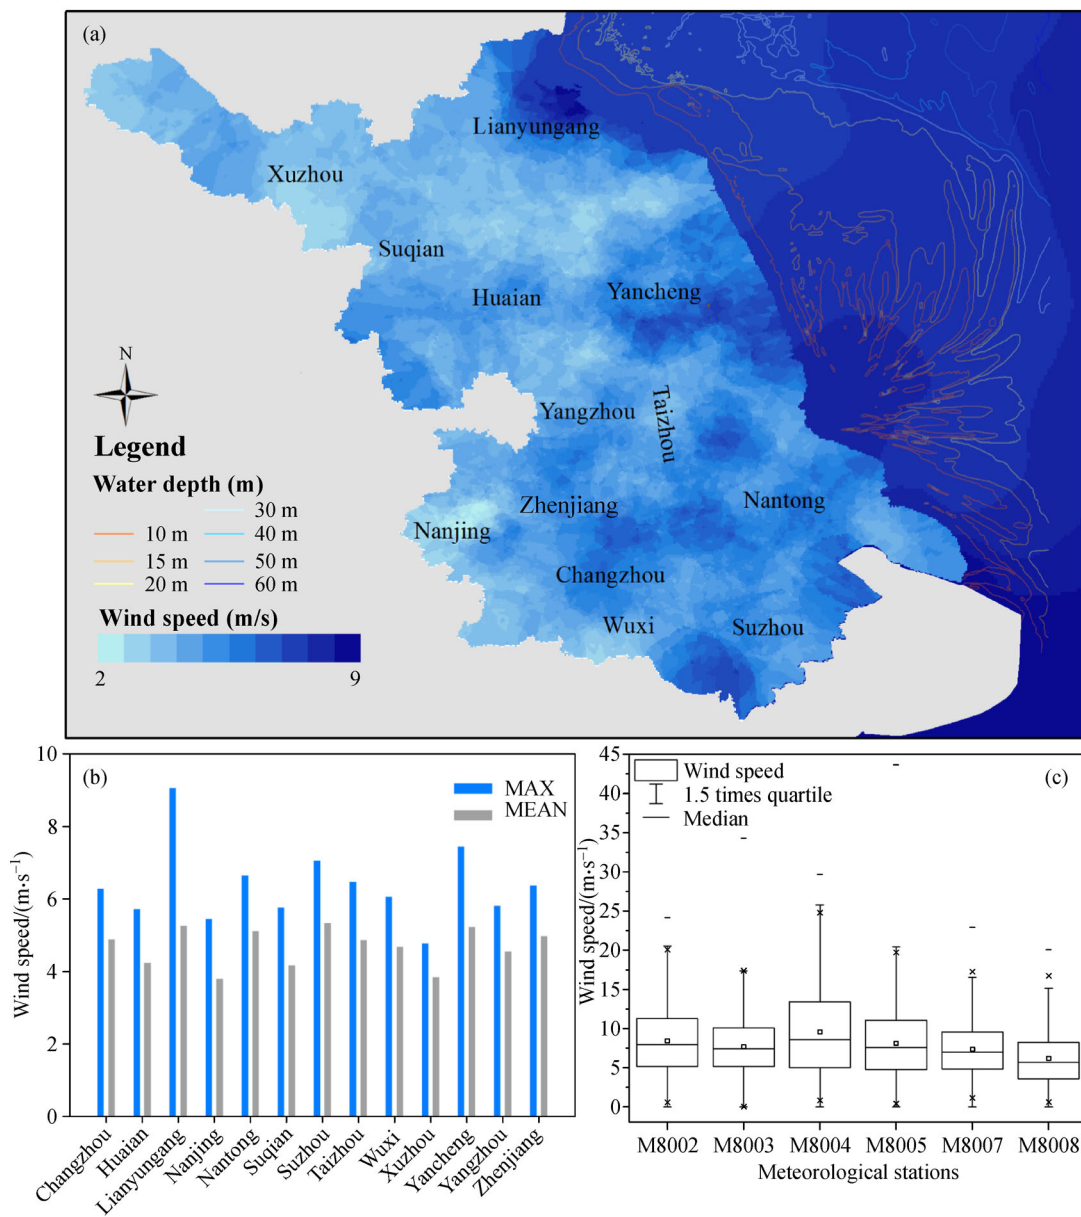 (a)
Lianyungang
Xuzhou
Suqian
Huaian
Yancheng
N
Yangzhou
Taizhou
Legend
Water depth (m)
Zhenjiang
Nantong
Nanjing
30 m
10 m
40 m
15 m
50 m
20 m
60 m
Changzhou
Wuxi
Suzhou
Wind speed (m/s)
2
9
(b)
MAX
MEAN
Wind speed/(m·s⁻¹)
10
8
6
4
2
0
Changzhou
Huaian
Lianyungang
Nanjing
Nantong
Suqian
Suzhou
Taizhou
Wuxi
Xuzhou
Yancheng
Yangzhou
Zhenjiang
(c)
Wind speed
1.5 times quartile
Median
Wind speed/(m·s⁻¹)
45
40
35
30
25
20
15
10
5
0
M8002
M8003
M8004
M8005
M8007
M8008
Meteorological stations